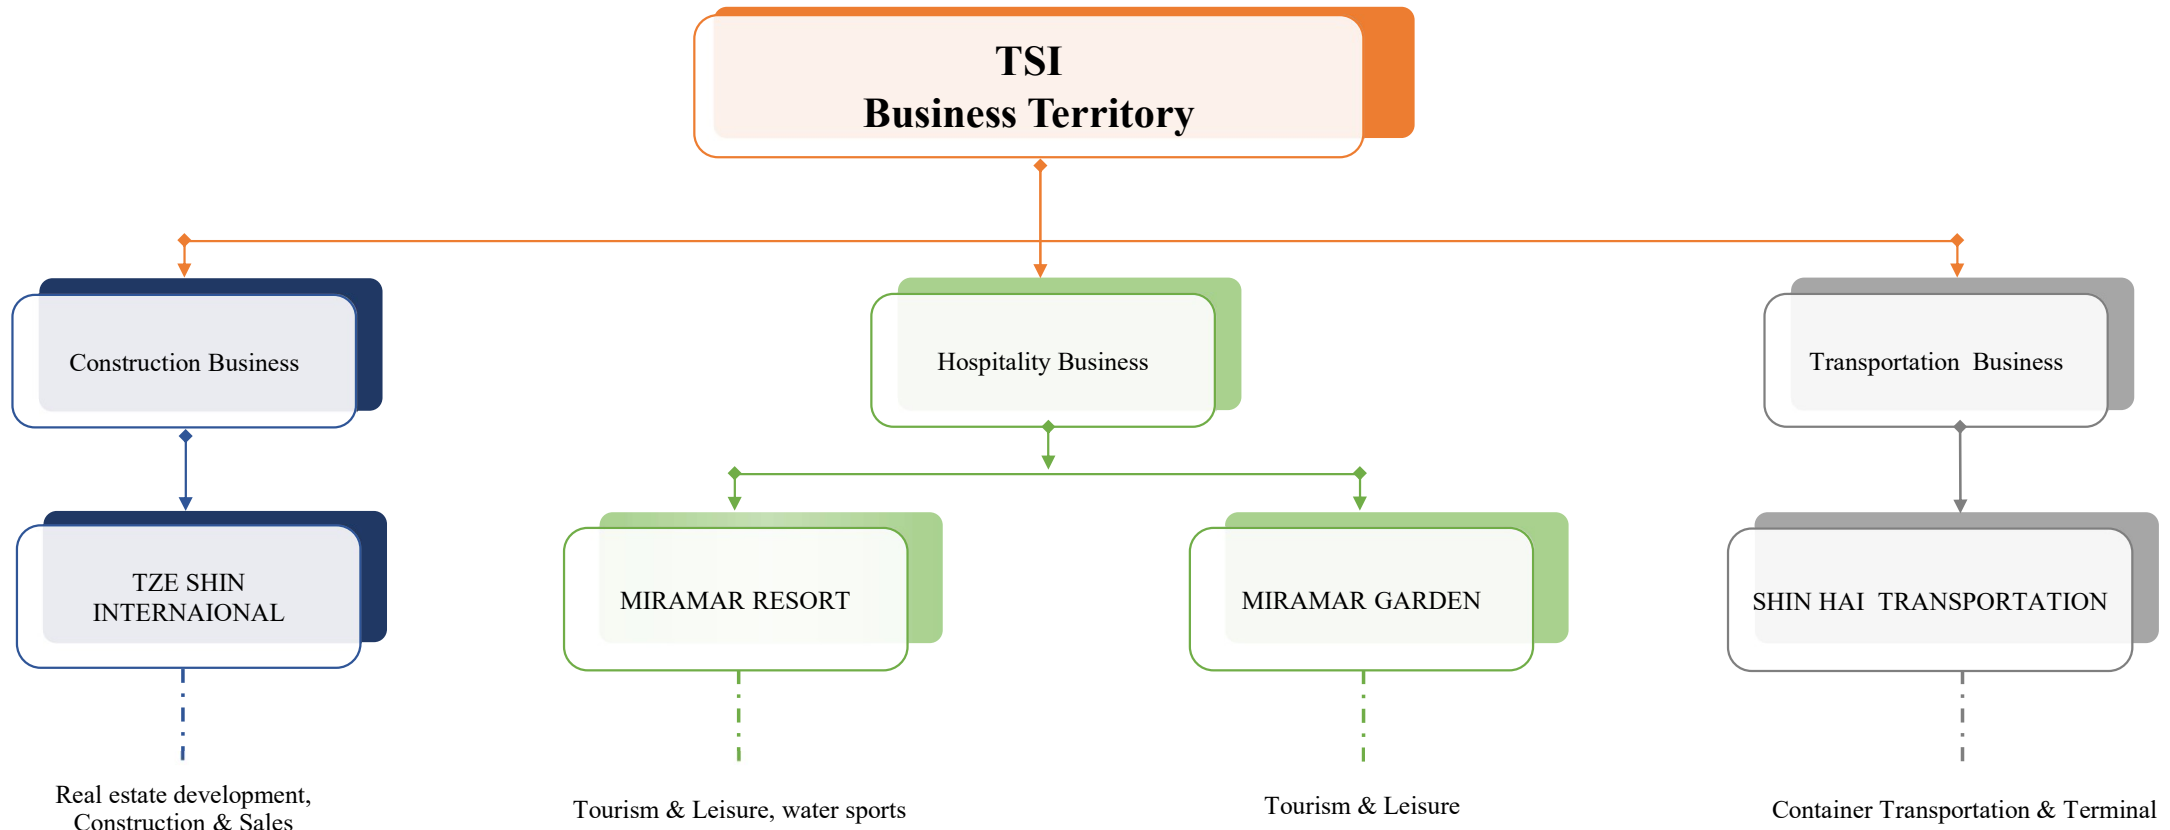 TSI
Business Territory
Construction Business
Hospitality Business
Transportation  Business
TZE SHIN
INTERNAIONAL
MIRAMAR RESORT
MIRAMAR GARDEN
SHIN HAI  TRANSPORTATION
Real estate development,
Construction & Sales
Tourism & Leisure, water sports
Tourism & Leisure
Container Transportation & Terminal